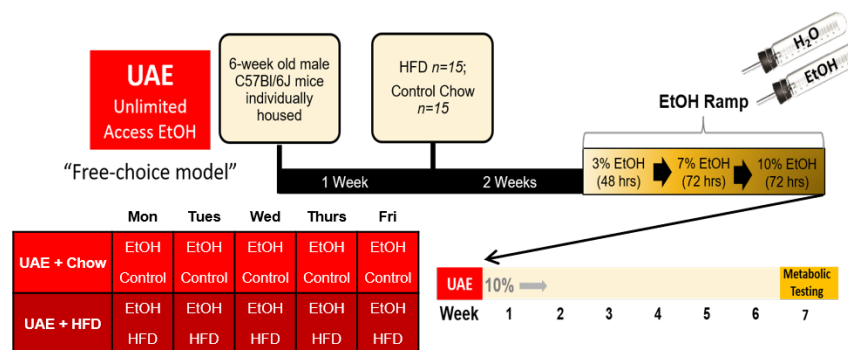 UAE
Unlimited
Access EtOH
"Free-choice model"
6-week old male
C57Bl/6J mice
individually
housed
HFD n=15;
Control Chow
n=15
H2O
EtOH
EtOH Ramp
1 Week
2 Weeks
3% EtOH
(48 hrs)
7% EtOH
(72 hrs)
10% EtOH
(72 hrs)
Mon Tues Wed Thurs Fri
UAE + Chow
EtOH EtOH EtOH EtOH EtOH
Control Control Control Control Control
UAE + HFD
EtOH EtOH EtOH EtOH EtOH
HFD HFD HFD HFD HFD
UAE 10%
Metabolic
Testing
Week 1 2 3 4 5 6 7